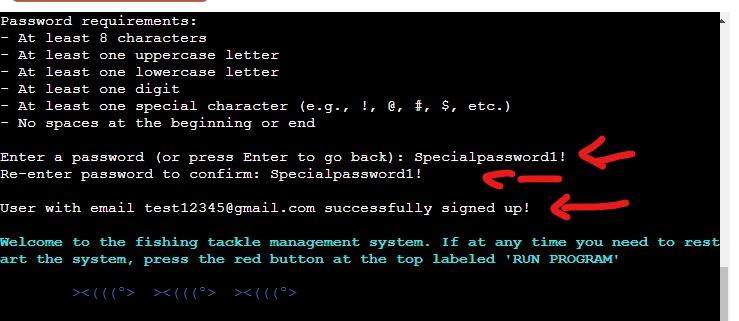 Password requirements:
- At least 8 characters
- At least one uppercase letter
- At least one lowercase letter
- At least one digit
- At least one special character (e.g., !, @, #, $, etc.)
- No spaces at the beginning or end
Enter a password (or press Enter to go back): Specialpassword1!
Re-enter password to confirm: Specialpassword1!
User with email test12345@gmail.com successfully signed up!
Welcome to the fishing tackle management system. If at any time you need to rest
art the system, press the red button at the top labeled 'RUN PROGRAM'
><(((°> ><(((°> ><(((°>